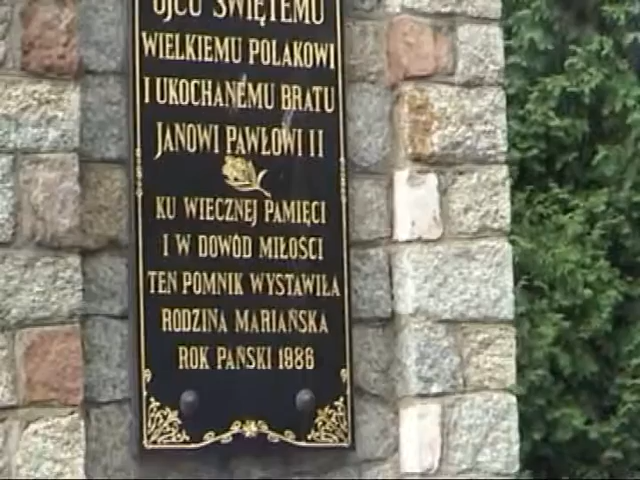 OJCU ŚWIĘTEMU
WIELKIEMU POLAKOWI
I UKOCHANEMU BRATU
JANOWI PAWŁOWI II
KU WIECZNEJ PAMIĘCI
I W DOWÓD MIŁOŚCI
TEN POMNIK WYSTAWIŁA
RODZINA MARIAŃSKA
ROK PAŃSKI 1986